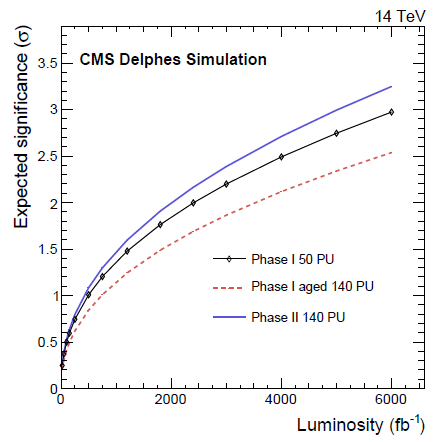 14 TeV
CMS Delphes Simulation
Expected significance (σ)
3.5
3
2.5
2
1.5
1
0.5
0
Phase I 50 PU
Phase I aged 140 PU
Phase II 140 PU
0
2000
4000
6000
Luminosity (fb⁻¹)